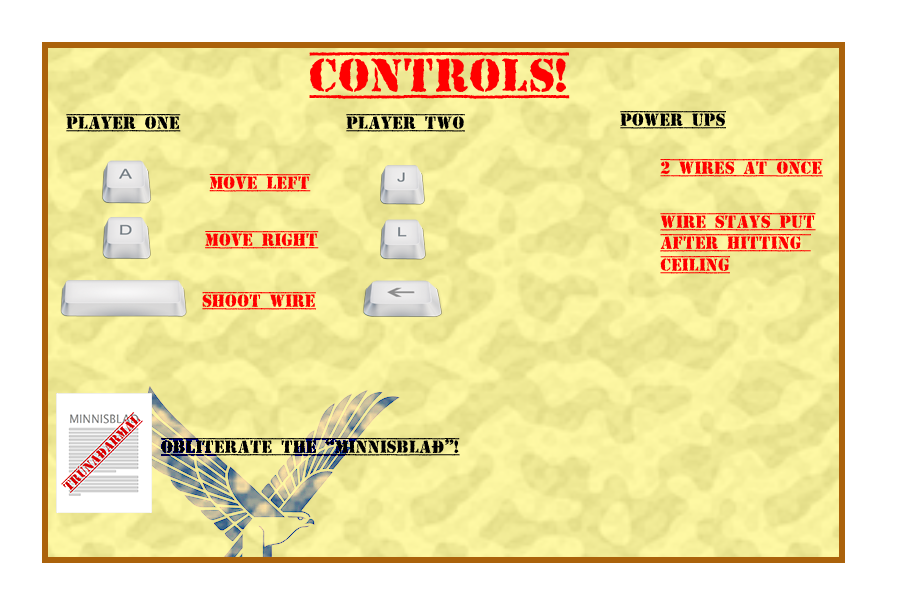 CONTROLS!
PLAYER ONE
PLAYER TWO
POWER UPS
A
MOVE LEFT
J
2 WIRES AT ONCE
D
MOVE RIGHT
L
WIRE STAYS PUT
AFTER HITTING
CEILING
SHOOT WIRE
←
MINNISBLAÐ
TRÚNAÐARMÁL
OBLITERATE THE “MINNISBLAÐ”!